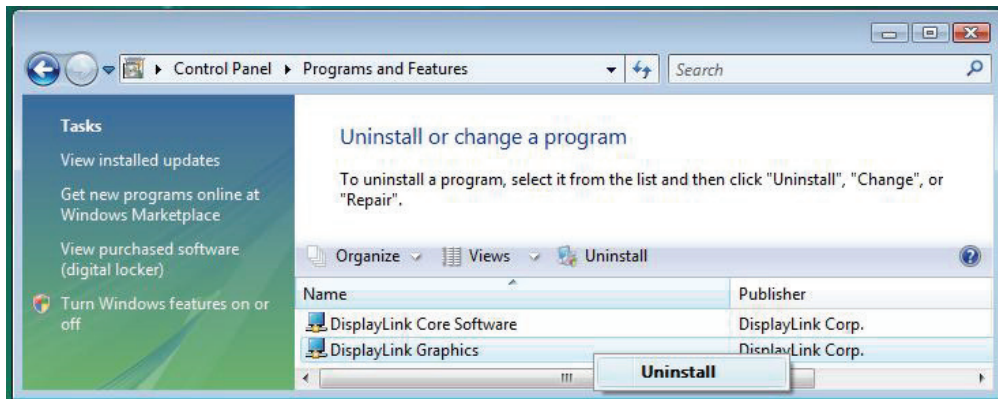 Control Panel Programs and Features Search
Tasks
View installed updates
Get new programs online at
Windows Marketplace
View purchased software
(digital locker)
Turn Windows features on or
off
Uninstall or change a program
To uninstall a program, select it from the list and then click "Uninstall", "Change", or
"Repair".
Organize Views Uninstall
Name Publisher
DisplayLink Core Software DisplayLink Corp.
DisplayLink Graphics DisplayLink Corp.
Uninstall